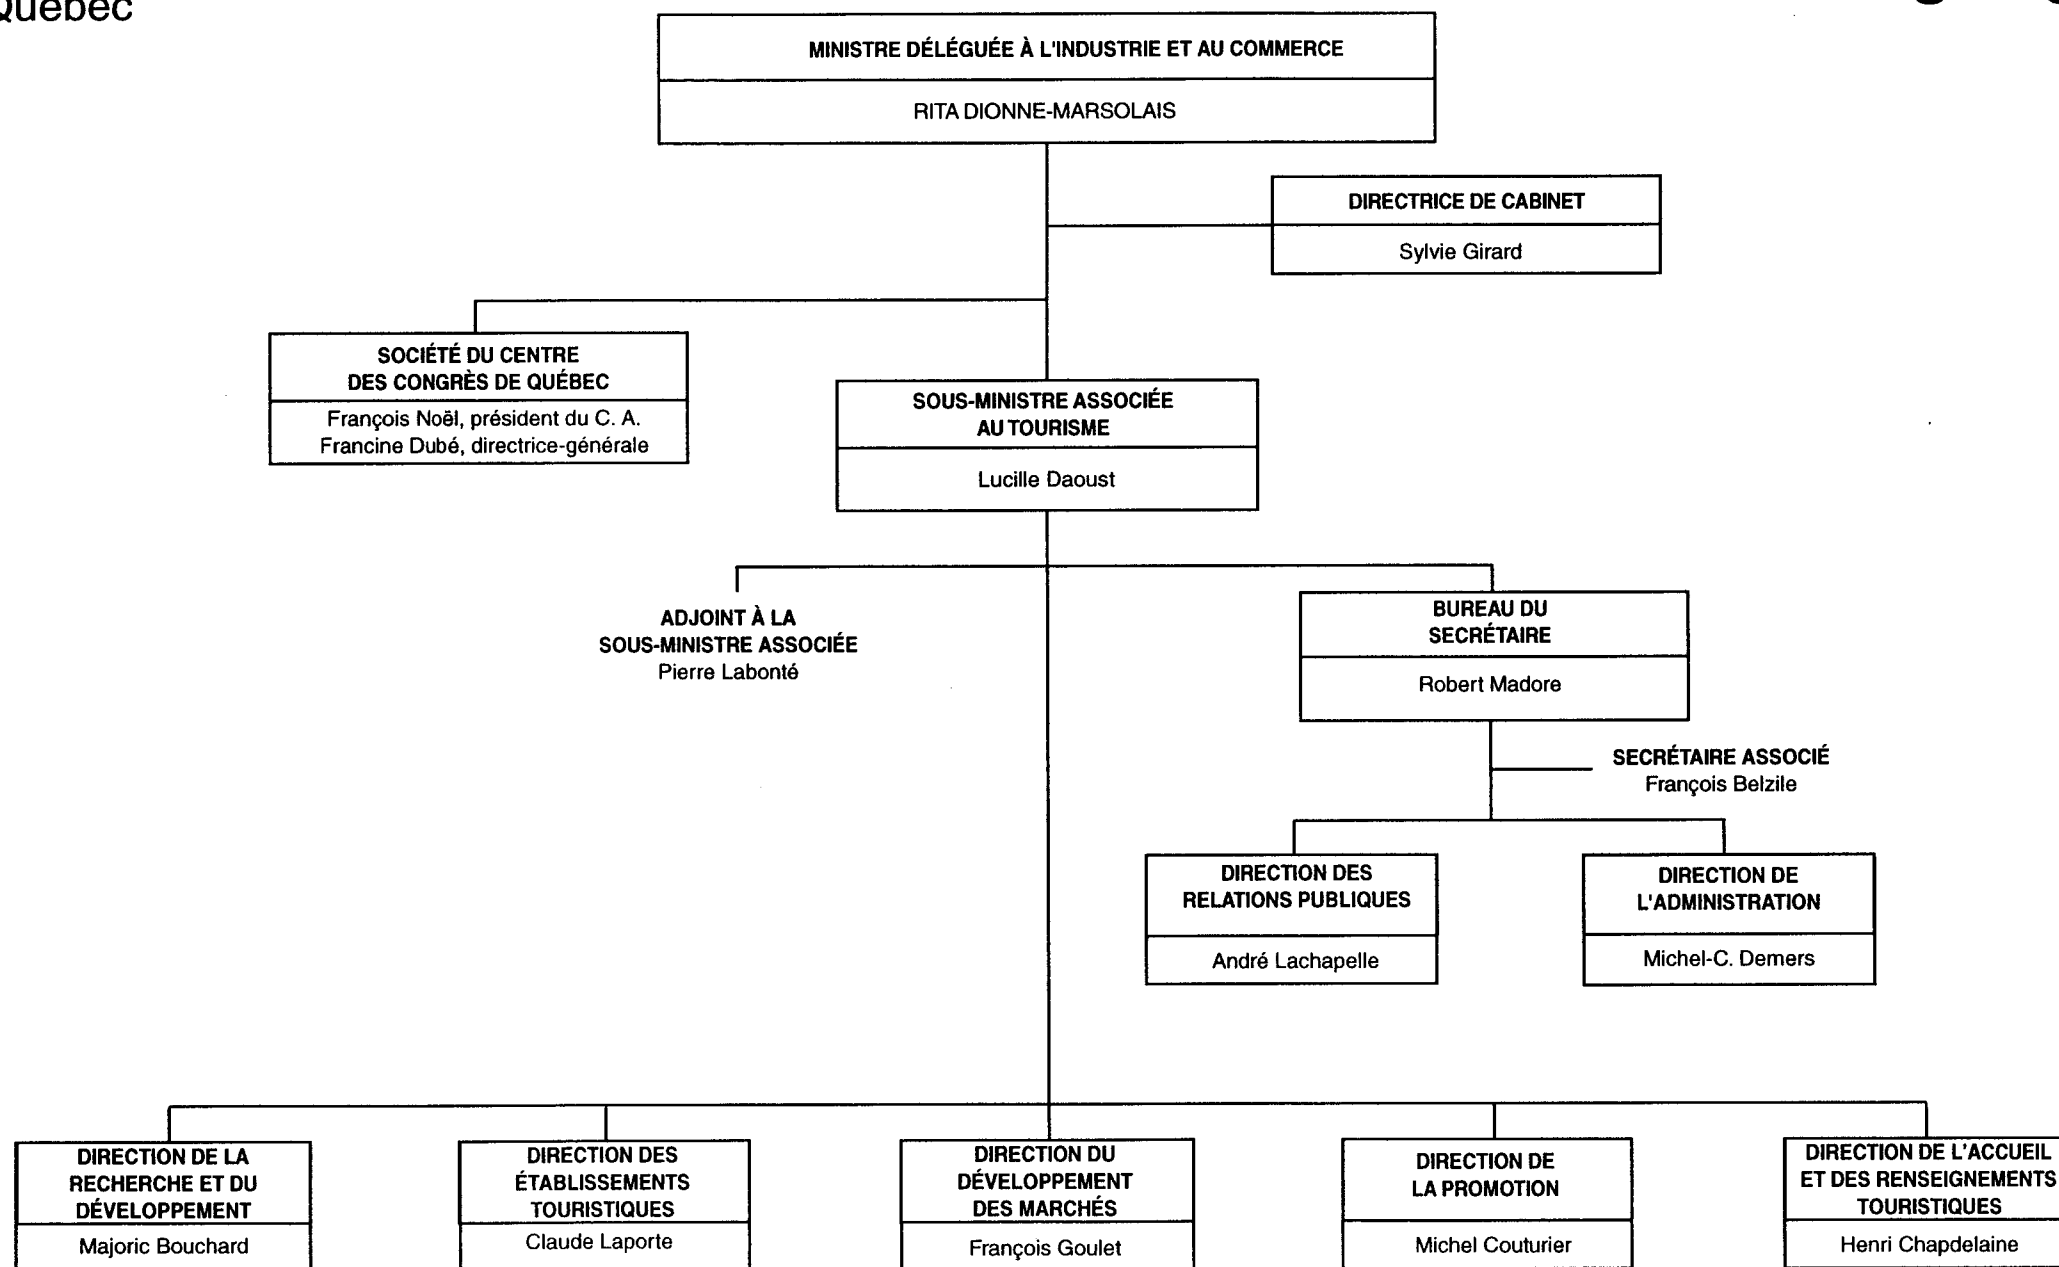 Québec
MINISTRE DÉLÉGUÉE À L'INDUSTRIE ET AU COMMERCE
RITA DIONNE-MARSOLAIS
DIRECTRICE DE CABINET
Sylvie Girard
SOCIÉTÉ DU CENTRE
DES CONGRÈS DE QUÉBEC
François Noël, président du C. A.
Francine Dubé, directrice-générale
SOUS-MINISTRE ASSOCIÉE
AU TOURISME
Lucille Daoust
ADJOINT À LA
SOUS-MINISTRE ASSOCIÉE
Pierre Labonté
BUREAU DU
SECRÉTAIRE
Robert Madore
SECRÉTAIRE ASSOCIÉ
François Belzile
DIRECTION DES
RELATIONS PUBLIQUES
André Lachapelle
DIRECTION DE
L'ADMINISTRATION
Michel-C. Demers
DIRECTION DE LA
RECHERCHE ET DU
DÉVELOPPEMENT
Majoric Bouchard
DIRECTION DES
ÉTABLISSEMENTS
TOURISTIQUES
Claude Laporte
DIRECTION DU
DÉVELOPPEMENT
DES MARCHÉS
François Goulet
DIRECTION DE
LA PROMOTION
Michel Couturier
DIRECTION DE L'ACCUEIL
ET DES RENSEIGNEMENTS
TOURISTIQUES
Henri Chapdelaine